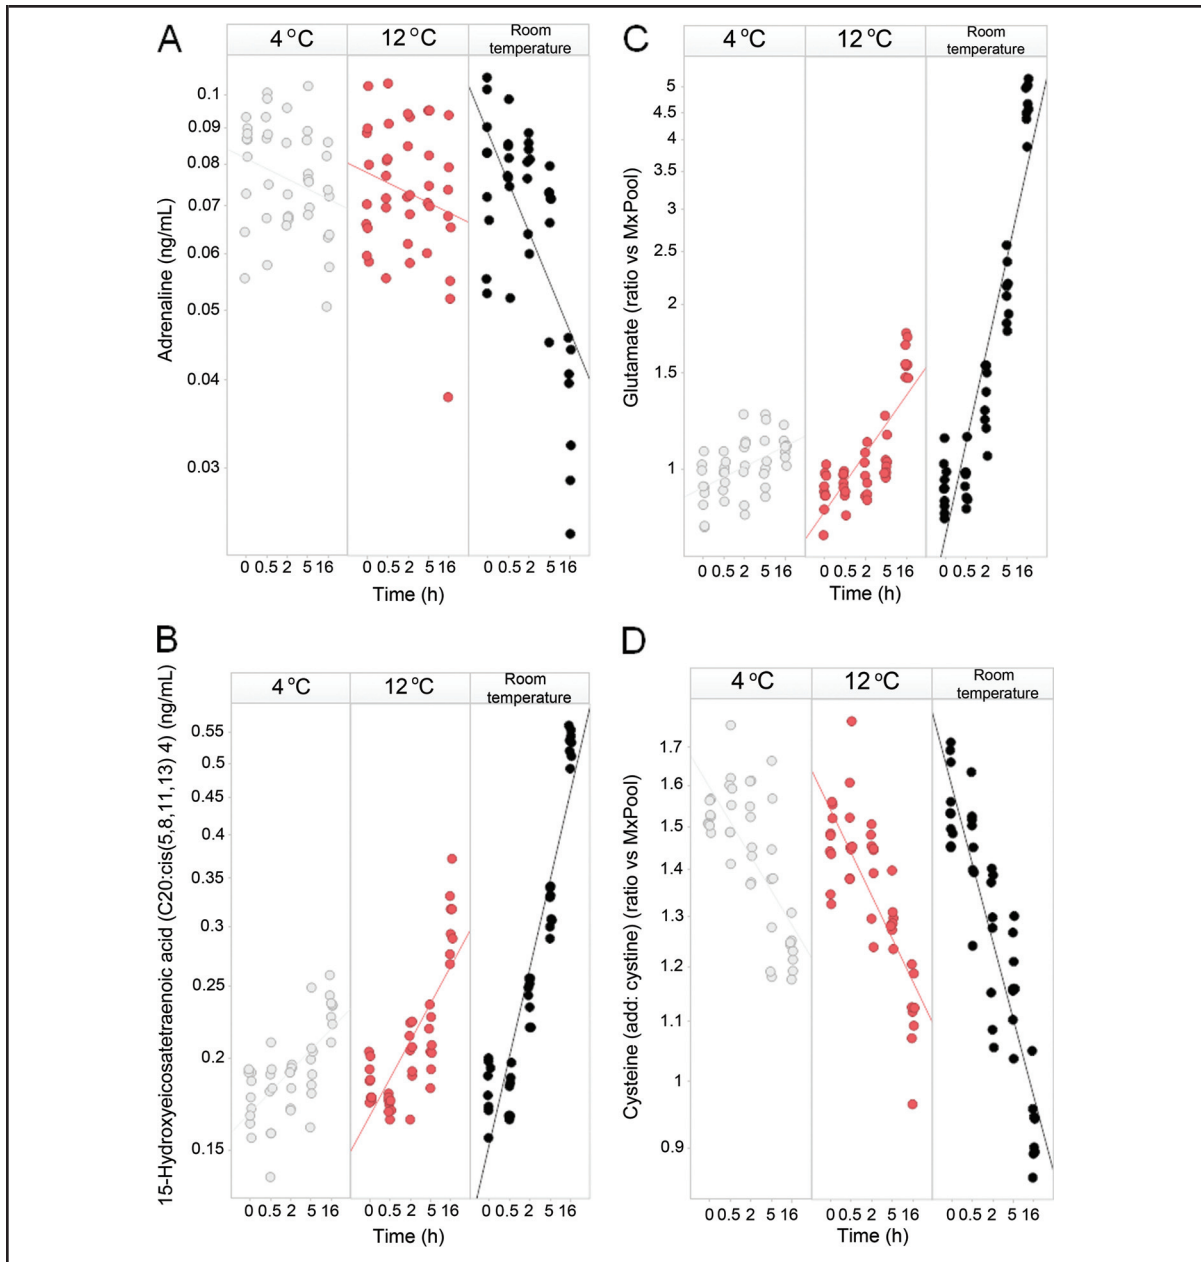 A
4 °C
12 °C
Room
temperature
Adrenaline (ng/mL)
0.1
0.09
0.08
0.07
0.06
0.05
0.04
0.03
0 0.5 2 5 16
0 0.5 2 5 16
0 0.5 2 5 16
Time (h)
C
4 °C
12 °C
Room
temperature
Glutamate (ratio vs MxPool)
5
4.5
4
3.5
3
2.5
2
1.5
1
0 0.5 2 5 16
0 0.5 2 5 16
0 0.5 2 5 16
Time (h)
B
4 °C
12 °C
Room
temperature
15-Hydroxyeicosatetraenoic acid (C20:cis(5,8,11,13) 4) (ng/mL)
0.55
0.5
0.45
0.4
0.35
0.3
0.25
0.2
0.15
0 0.5 2 5 16
0 0.5 2 5 16
0 0.5 2 5 16
Time (h)
D
4 °C
12 °C
Room
temperature
Cysteine (add: cystine) (ratio vs MxPool)
1.7
1.6
1.5
1.4
1.3
1.2
1.1
1
0.9
0 0.5 2 5 16
0 0.5 2 5 16
0 0.5 2 5 16
Time (h)